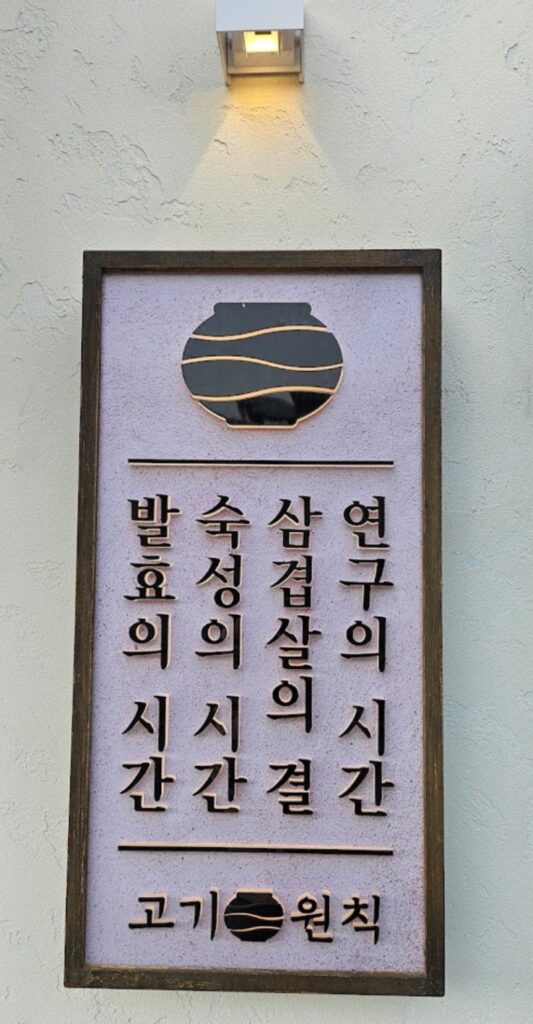 연구의 시간
삼겹살의 결
숙성의 시간
발효의 시간
고기 원칙